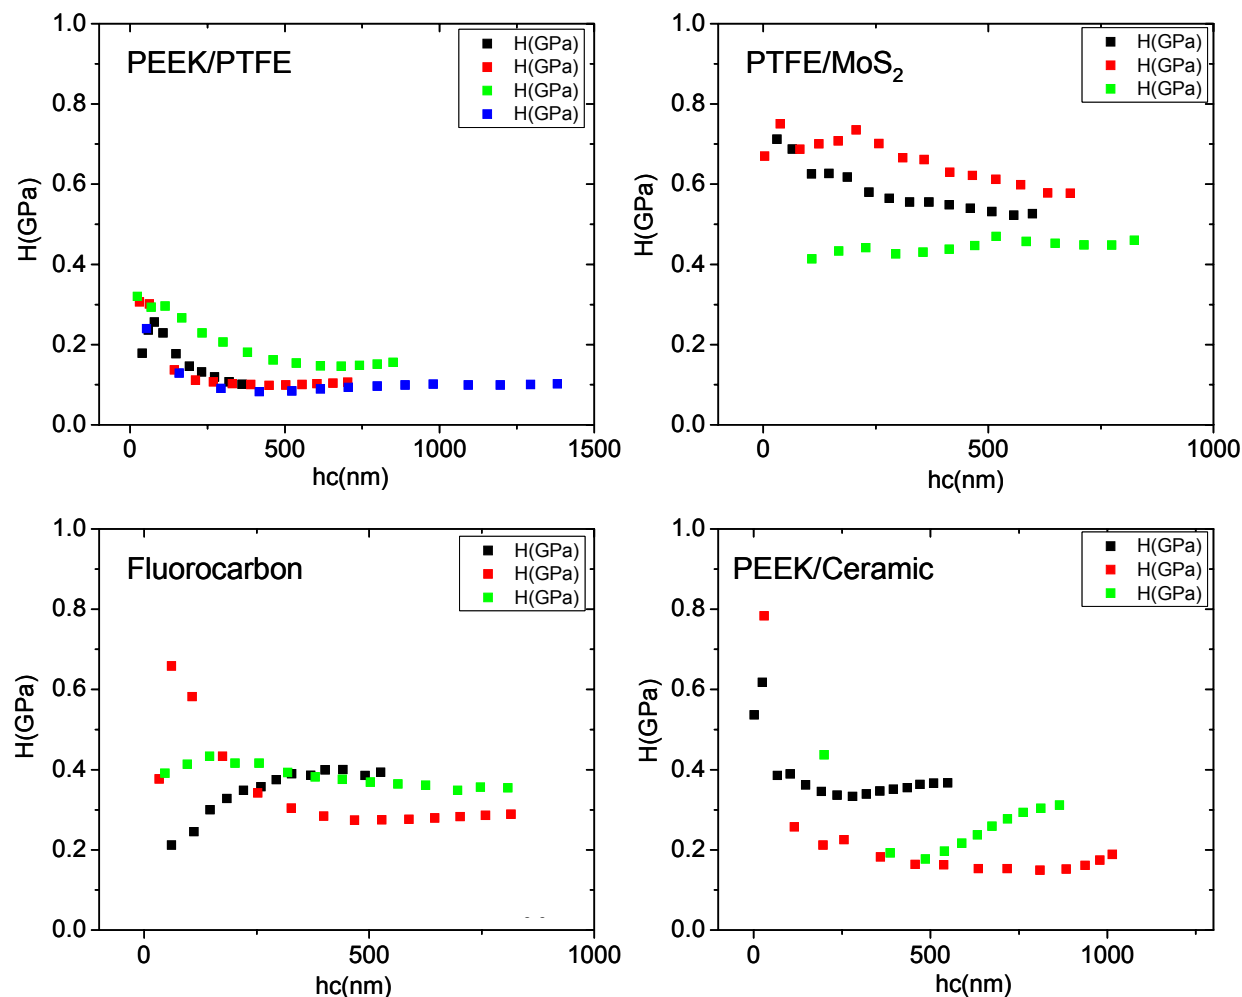 PEEK/PTFE
H(GPa)
H(GPa)
H(GPa)
H(GPa)
1.0
0.8
0.6
0.4
0.2
0.0
H(GPa)
0
500
1000
1500
hc(nm)
PTFE/MoS₂
H(GPa)
H(GPa)
H(GPa)
1.0
0.8
0.6
0.4
0.2
0.0
H(GPa)
0
500
1000
hc(nm)
Fluorocarbon
H(GPa)
H(GPa)
H(GPa)
1.0
0.8
0.6
0.4
0.2
0.0
H(GPa)
0
500
1000
hc(nm)
PEEK/Ceramic
H(GPa)
H(GPa)
H(GPa)
1.0
0.8
0.6
0.4
0.2
0.0
H(GPa)
0
500
1000
hc(nm)